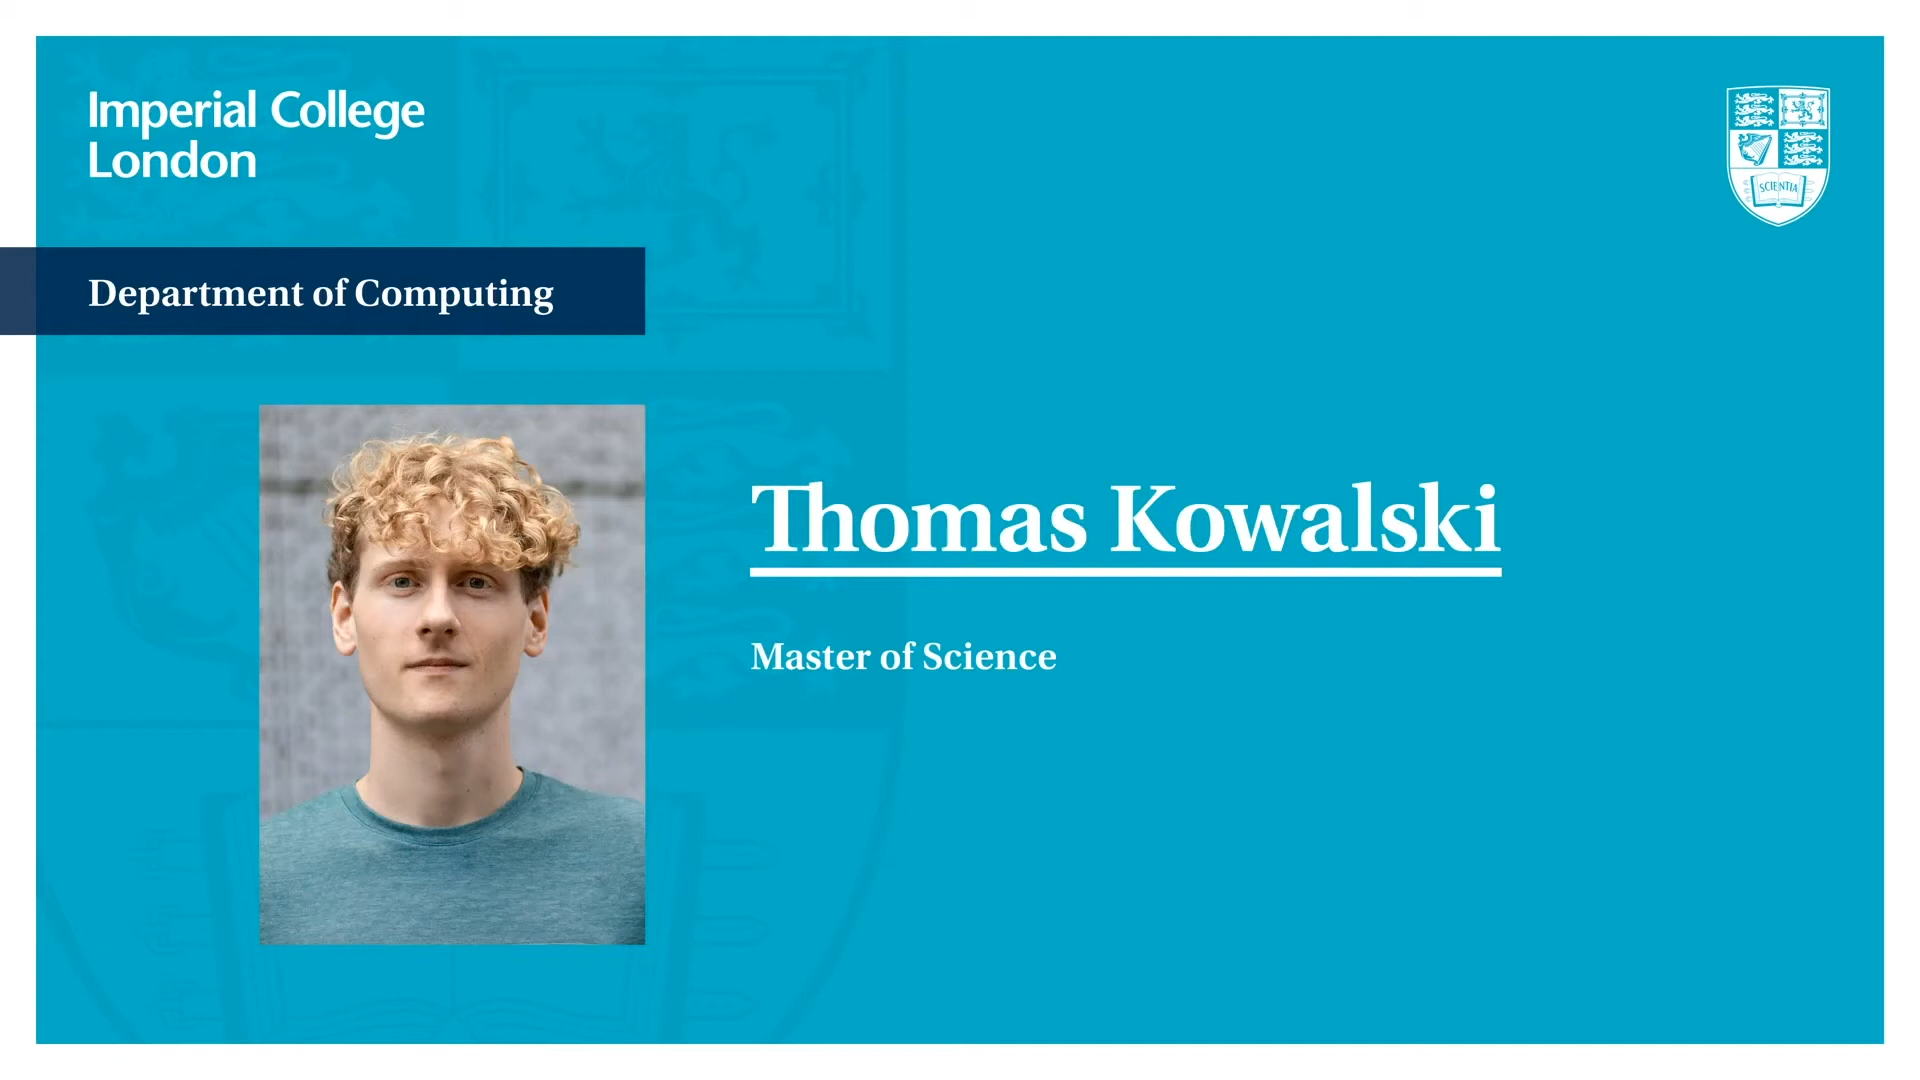 Imperial College
London
SCIENTIA
Department of Computing
Thomas Kowalski
Master of Science